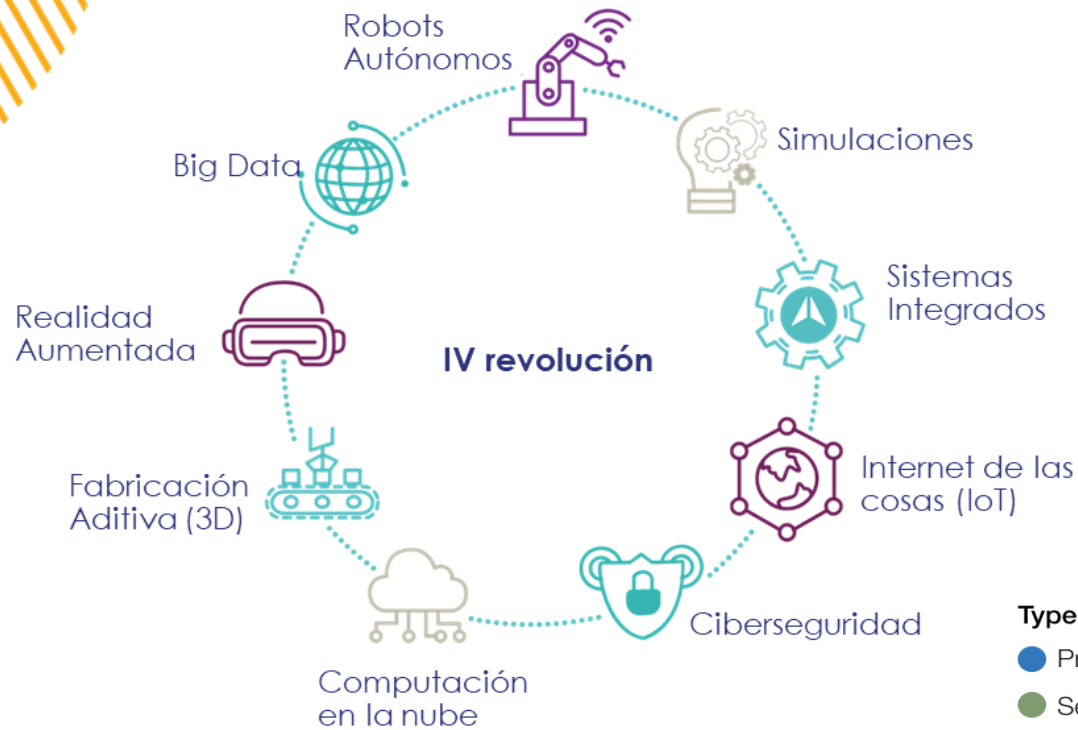 Robots
Autónomos
Simulaciones
Big Data
Sistemas
Integrados
Realidad
Aumentada
IV revolución
Internet de las
cosas (IoT)
Fabricación
Aditiva (3D)
Ciberseguridad
Computación
en la nube
Type